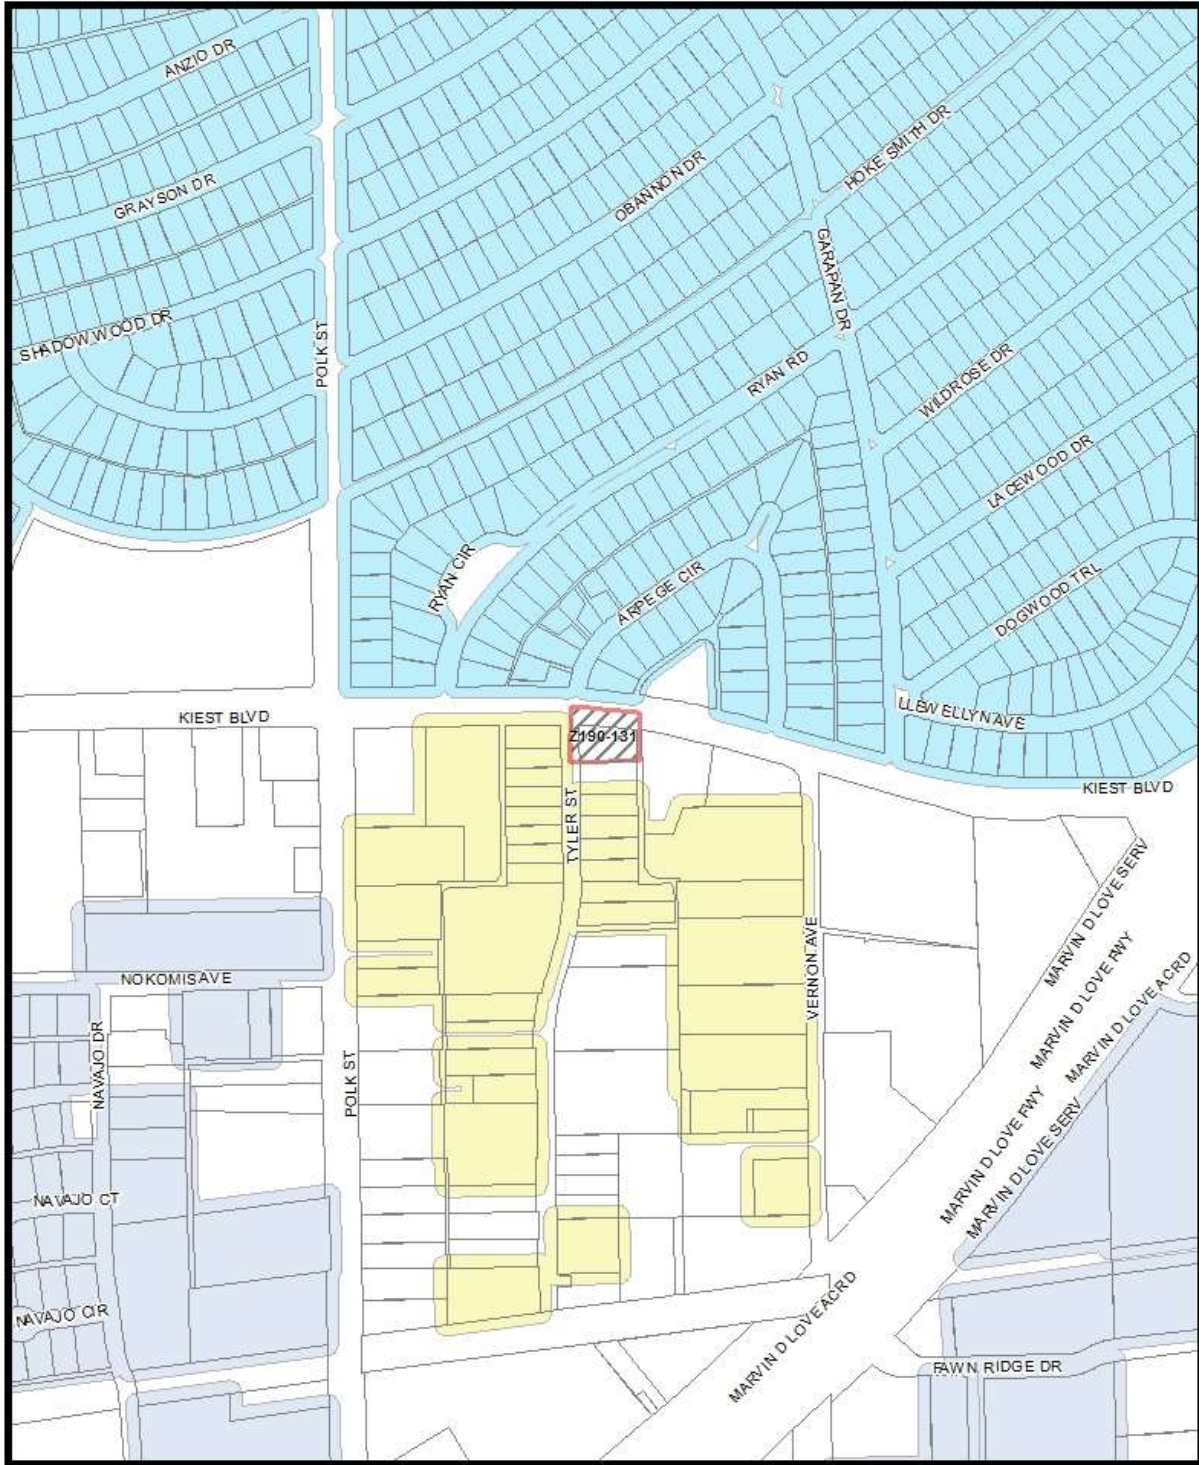 ANZIO DR
GRAYSON DR
SHADOW WOOD DR
POLK ST
OBANNON DR
HOKE SMITH DR
GARAPAN DR
RYAN RD
WILDROSE DR
LACEWOOD DR
RYAN CIR
ARPEGE CIR
DOGWOOD TRL
LLEWELLYN AVE
KIEST BLVD
Z190-131
KIEST BLVD
TYLER ST
MARVIN D LOVE SERV
VERNON AVE
NOKOMIS AVE
MARVIN D LOVE FWY
MARVIN D LOVE ACRD
NAVAJO DR
POLK ST
MARVIN D LOVE FWY
MARVIN D LOVE SERV
NAVAJO CT
NAVAJO CIR
MARVIN D LOVE ACRD
FAWN RIDGE DR